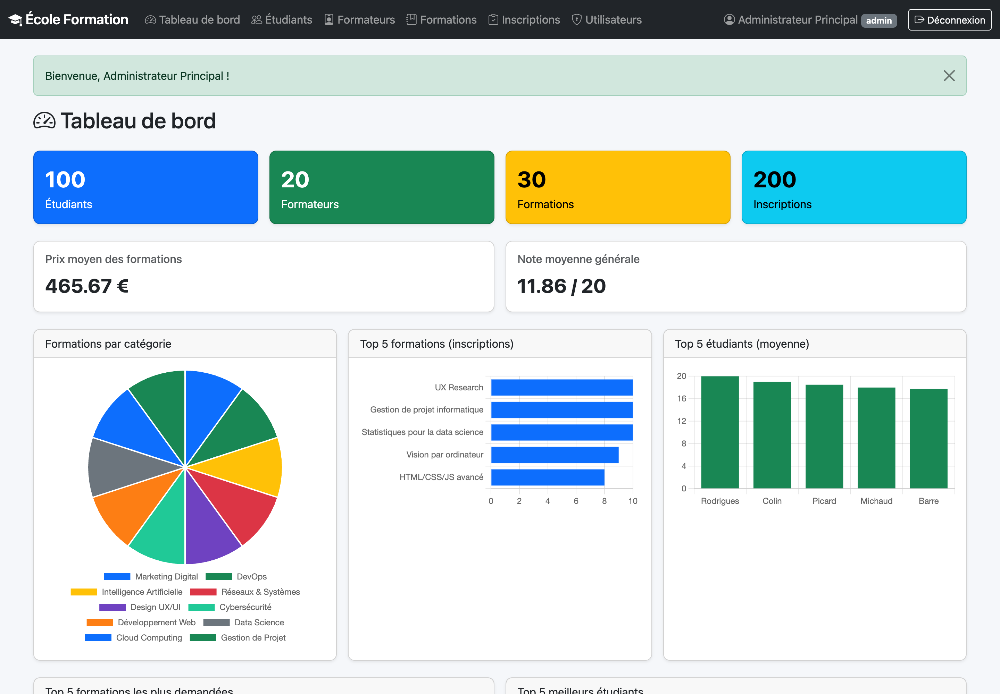 École Formation Tableau de bord Étudiants Formateurs Formations Inscriptions Utilisateurs Administrateur Principal admin Déconnexion
Bienvenue, Administrateur Principal !
Tableau de bord
100
Étudiants
20
Formateurs
30
Formations
200
Inscriptions
Prix moyen des formations
465.67 €
Note moyenne générale
11.86 / 20
Formations par catégorie
Marketing Digital DevOps
Intelligence Artificielle Réseaux & Systèmes
Design UX/UI Cybersécurité
Développement Web Data Science
Cloud Computing Gestion de Projet
Top 5 formations (inscriptions)
UX Research
Gestion de projet informatique
Statistiques pour la data science
Vision par ordinateur
HTML/CSS/JS avancé
0 2 4 6 8 10
Top 5 étudiants (moyenne)
20
16
12
8
4
0
Rodrigues Colin Picard Michaud Barre
Top 5 formations les plus demandées
Top 5 meilleurs étudiants